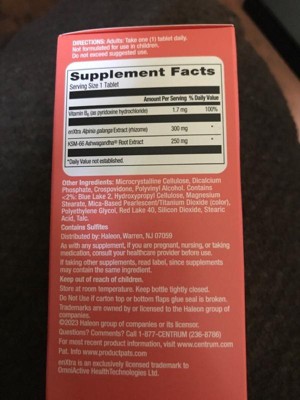 DIRECTIONS: Adults: Take one (1) tablet daily.
Not formulated for use in children.
Do not exceed suggested use.
Supplement Facts
Serving Size 1 Tablet
Amount Per Serving % Daily Value
Vitamin B₆ (as pyridoxine hydrochloride) 1.7 mg 100%
enXtra Alpinia galanga Extract (rhizome) 300 mg *
KSM-66 Ashwagandha® Root Extract 250 mg *
*Daily Value not established.
Other Ingredients: Microcrystalline Cellulose, Dicalcium
Phosphate, Crospovidone, Polyvinyl Alcohol. Contains
<2%: Blue Lake 2, Hydroxypropyl Cellulose, Magnesium
Stearate, Mica-Based Pearlescent/Titanium Dioxide (color),
Polyethylene Glycol, Red Lake 40, Silicon Dioxide, Stearic
Acid, Talc.
Contains Sulfites
Distributed by: Haleon, Warren, NJ 07059
As with any supplement, if you are pregnant, nursing, or taking
medication, consult your healthcare provider before use.
If taking other supplements, read label, since supplements
may contain the same ingredient.
Keep out of reach of children.
Store at room temperature. Keep bottle tightly closed.
Do Not Use if carton top or bottom flaps glue seal is broken.
Trademarks are owned by or licensed to the Haleon group of
companies.
©2023 Haleon group of companies or its licensor.
Questions? Comments? Call 1-877-CENTRUM (236-8786)
For most recent product information, visit www.centrum.com
Pat. Info www.productpats.com
enXtra is an exclusively licensed trademark to
OmniActive HealthTechnologies Ltd.